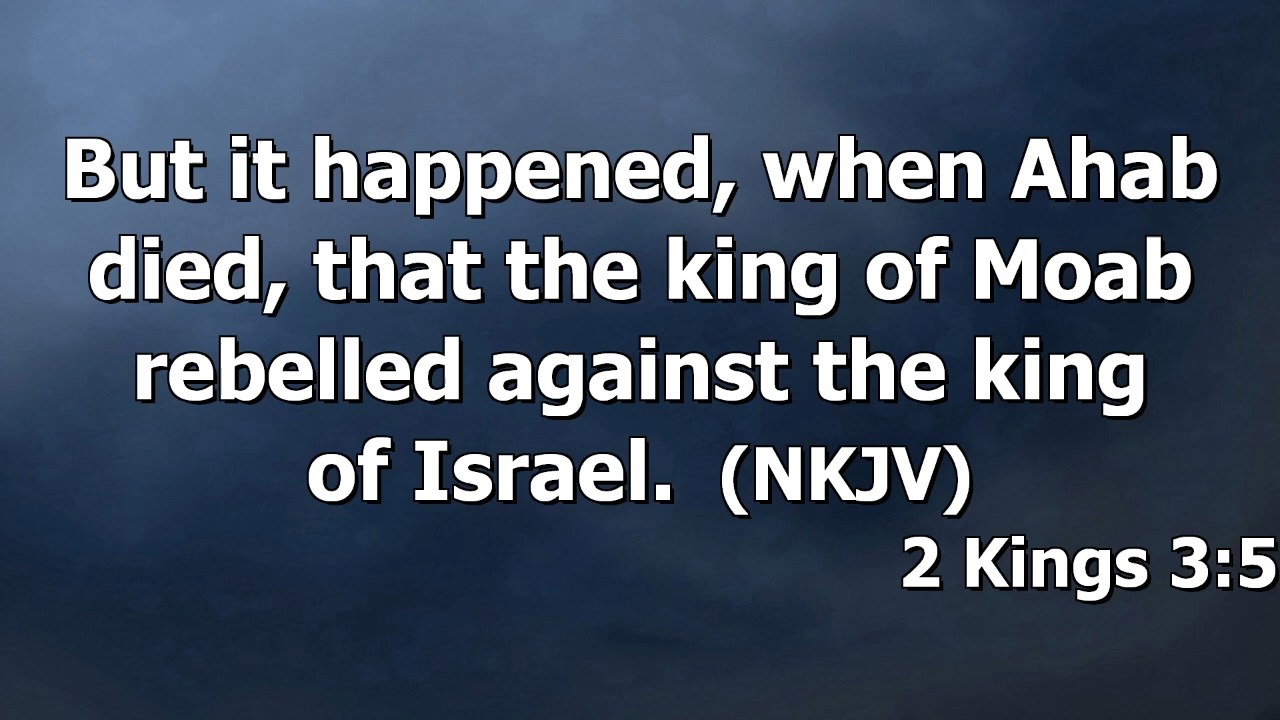 But it happened, when Ahab
died, that the king of Moab
rebelled against the king
of Israel.  (NKJV)
2 Kings 3:5